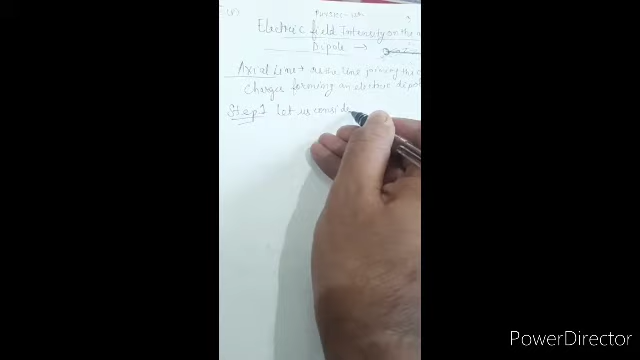 Electric field Intensity on the
Dipole →
Axial Line → is the line joining the
charges forming an electric dipole
Step 1 Let us conside
PowerDirector